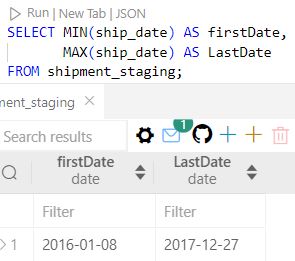 Run | New Tab | JSON
SELECT MIN(ship_date) AS firstDate,
MAX(ship_date) AS LastDate
FROM shipment_staging;
ment_staging
Search results
1
firstDate LastDate
date date
Filter Filter
1 2016-01-08 2017-12-27